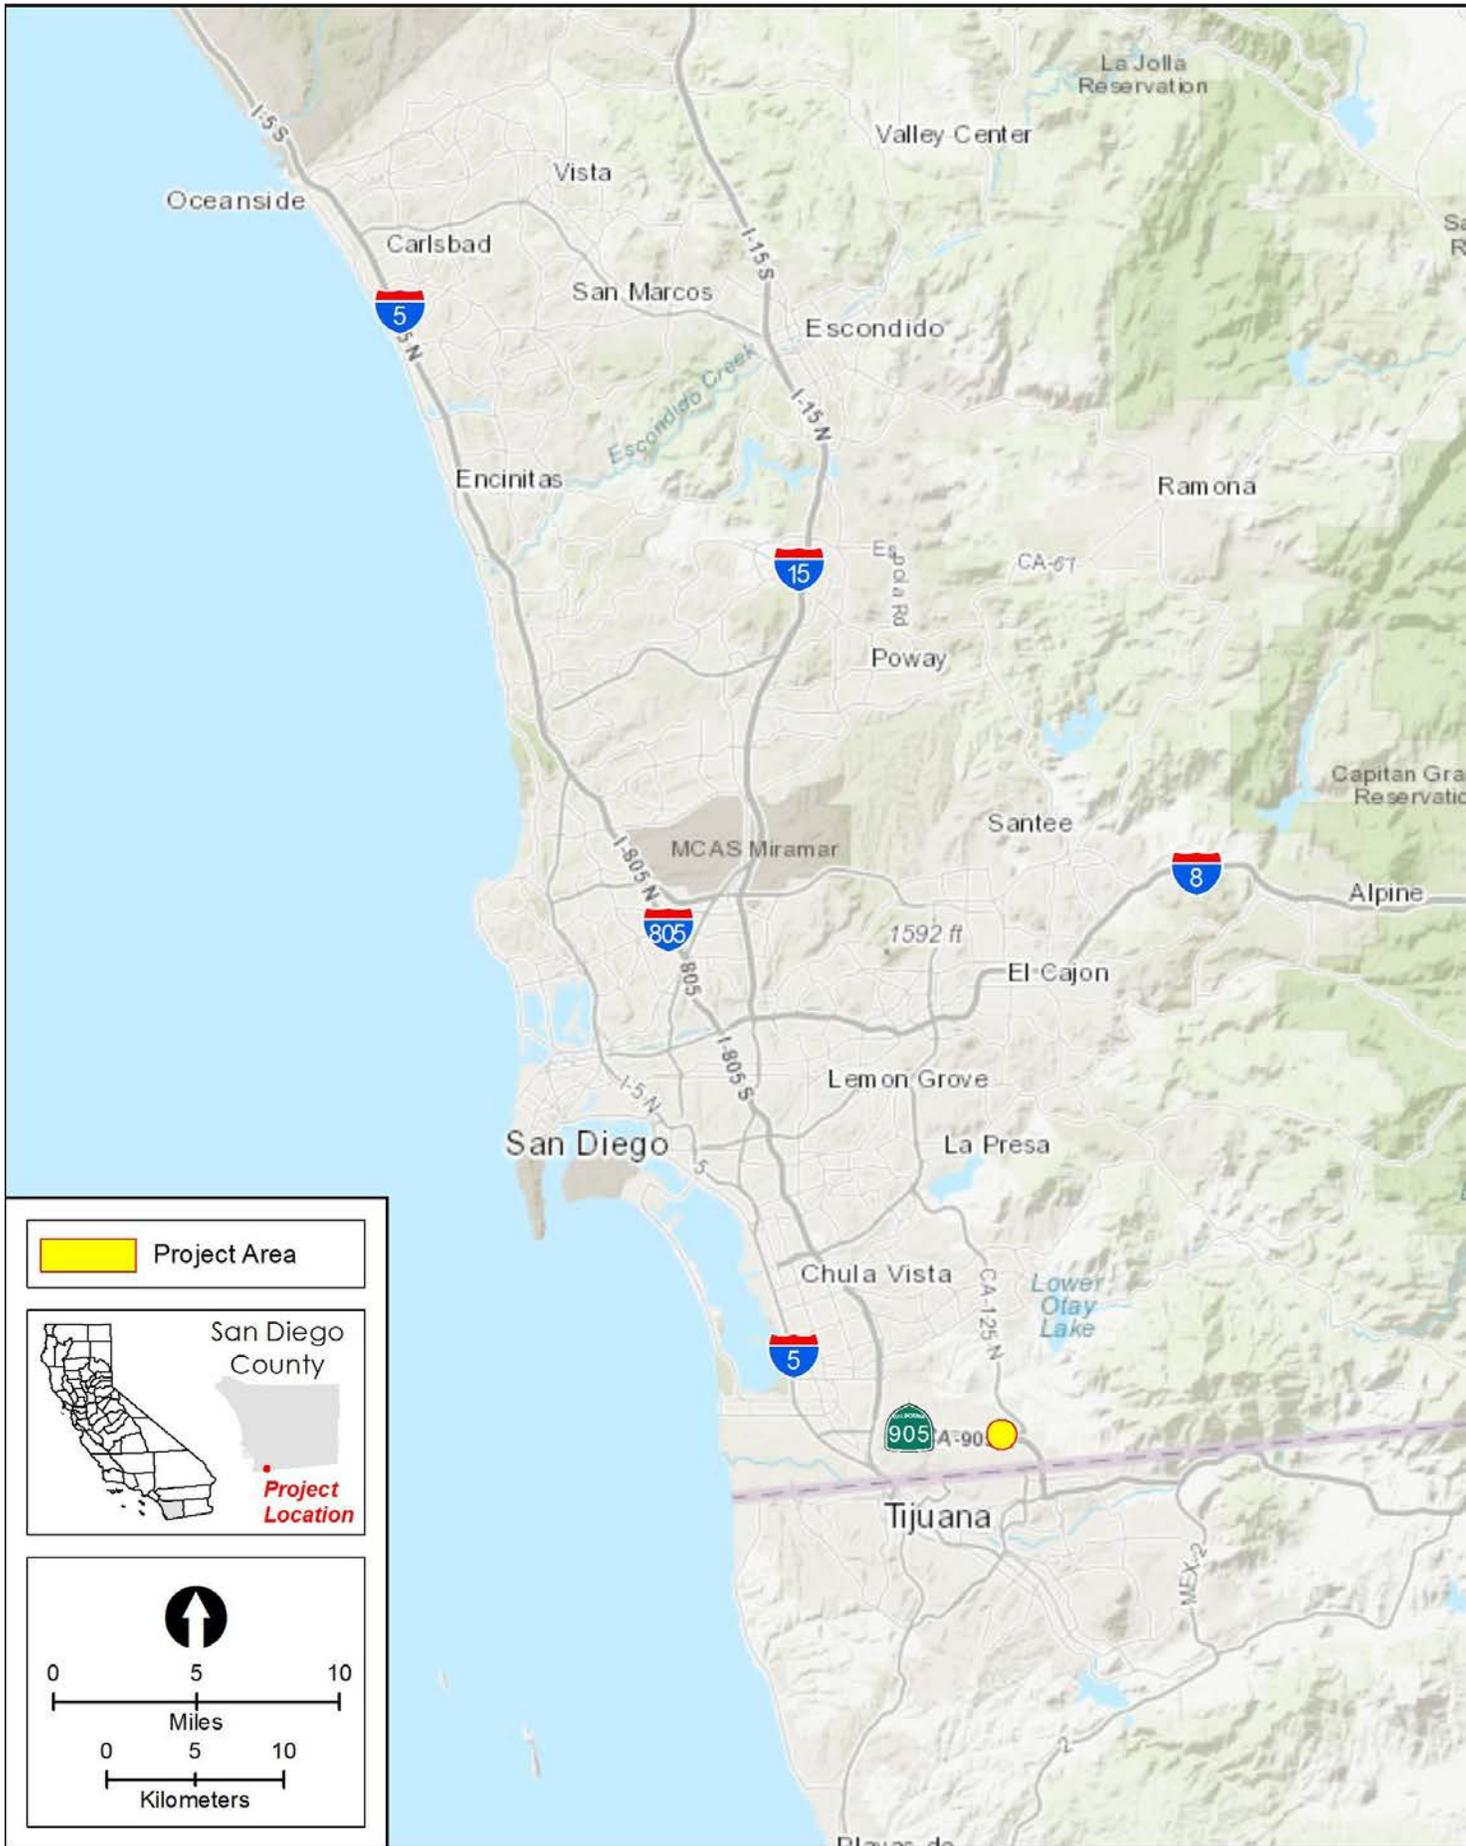 La Jolla
Reservation
I-5 S
Valley Center
Vista
Oceanside
Carlsbad
I-15 S
San Marcos
5
5 N
Escondido
Escondido Creek
I-15 N
Encinitas
Ramona
15
Espola Rd
CA-67
Poway
Capitan Gra
Reservatio
Santee
MCAS Miramar
I-805 N
8
Alpine
805
1592 ft
805
El Cajon
I-805 S
Lemon Grove
I-5 N
San Diego
5
La Presa
Chula Vista
CA-125 N
Lower
Otay
Lake
5
905
CA-90
Tijuana
MEX-2
2
Project Area
San Diego
County
Project
Location
0 5 10
Miles
0 5 10
Kilometers